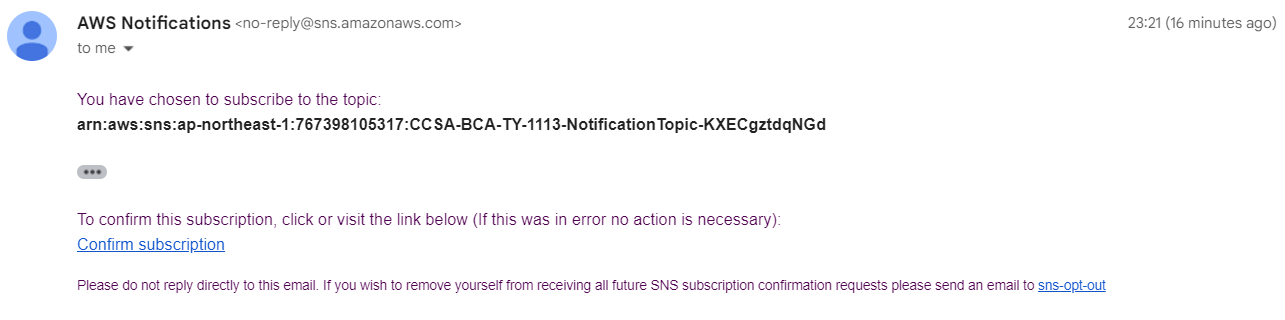 AWS Notifications <no-reply@sns.amazonaws.com> 23:21 (16 minutes ago)
to me
You have chosen to subscribe to the topic:
arn:aws:sns:ap-northeast-1:767398105317:CCSA-BCA-TY-1113-NotificationTopic-KXECgztdqNGd
To confirm this subscription, click or visit the link below (If this was in error no action is necessary):
Confirm subscription
Please do not reply directly to this email. If you wish to remove yourself from receiving all future SNS subscription confirmation requests please send an email to sns-opt-out